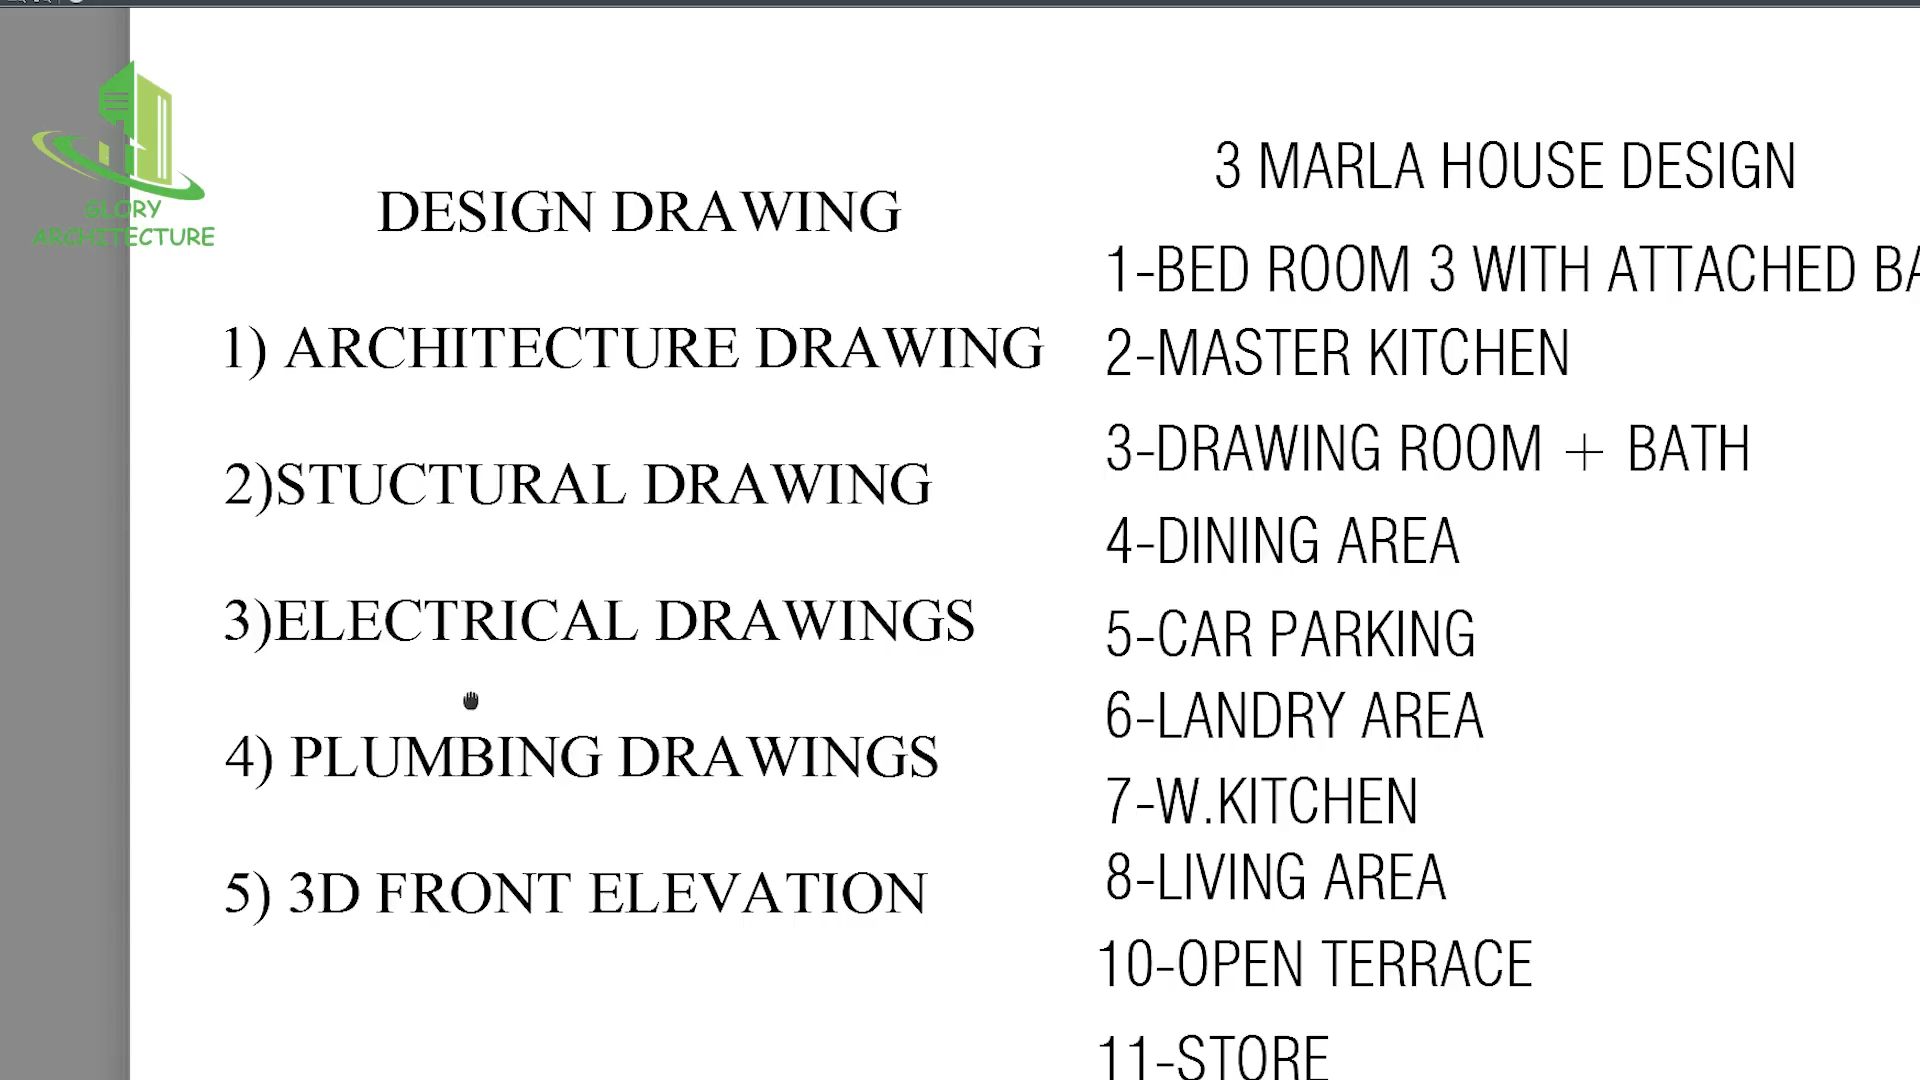 GLORY
ARCHITECTURE
DESIGN DRAWING
1) ARCHITECTURE DRAWING
2)STUCTURAL DRAWING
3)ELECTRICAL DRAWINGS
4) PLUMBING DRAWINGS
5) 3D FRONT ELEVATION
3 MARLA HOUSE DESIGN
1-BED ROOM 3 WITH ATTACHED
2-MASTER KITCHEN
3-DRAWING ROOM + BATH
4-DINING AREA
5-CAR PARKING
6-LANDRY AREA
7-W.KITCHEN
8-LIVING AREA
10-OPEN TERRACE
11-STORE